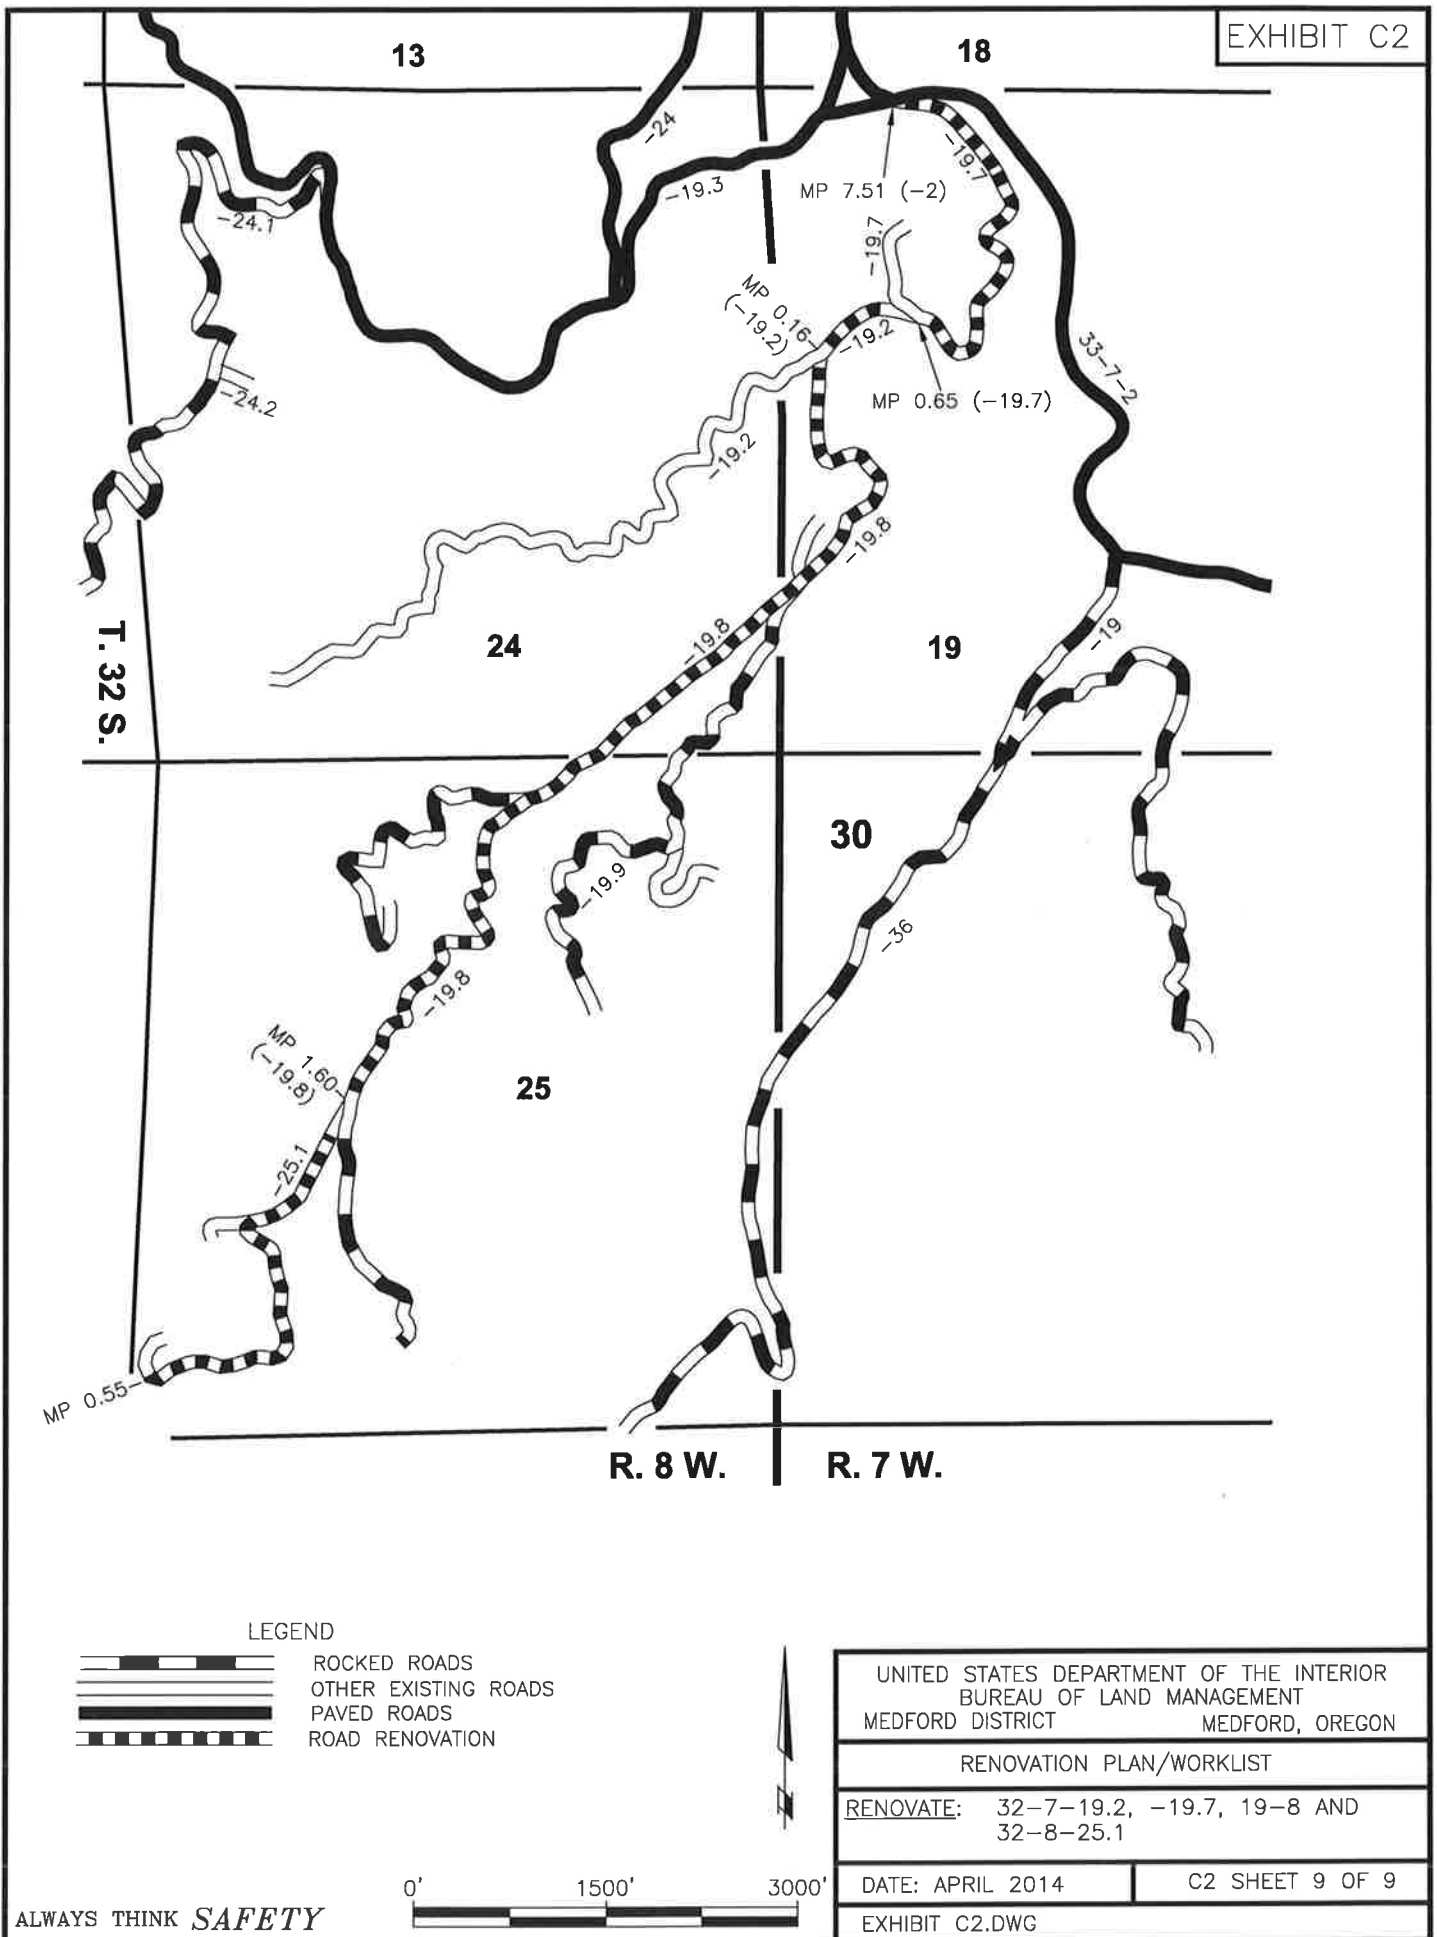 EXHIBIT C2
13
18
-24
-19.3
MP 7.51 (-2)
-19.7
-24.1
-19.7
MP 0.16
(-19.2)
-19.2
33-7-2
MP 0.65 (-19.7)
-24.2
-19.2
-19.8
T. 32 S.
24
-19.8
19
-19
30
-19.9
-36
-19.8
MP 1.60
(-19.8)
25
-25.1
MP 0.55
R. 8 W.
R. 7 W.
LEGEND
ROCKED ROADS
OTHER EXISTING ROADS
PAVED ROADS
ROAD RENOVATION
UNITED STATES DEPARTMENT OF THE INTERIOR
BUREAU OF LAND MANAGEMENT
MEDFORD DISTRICT MEDFORD, OREGON
RENOVATION PLAN/WORKLIST
RENOVATE: 32-7-19.2, -19.7, 19-8 AND
32-8-25.1
DATE: APRIL 2014
C2 SHEET 9 OF 9
EXHIBIT C2.DWG
0' 1500' 3000'
ALWAYS THINK SAFETY